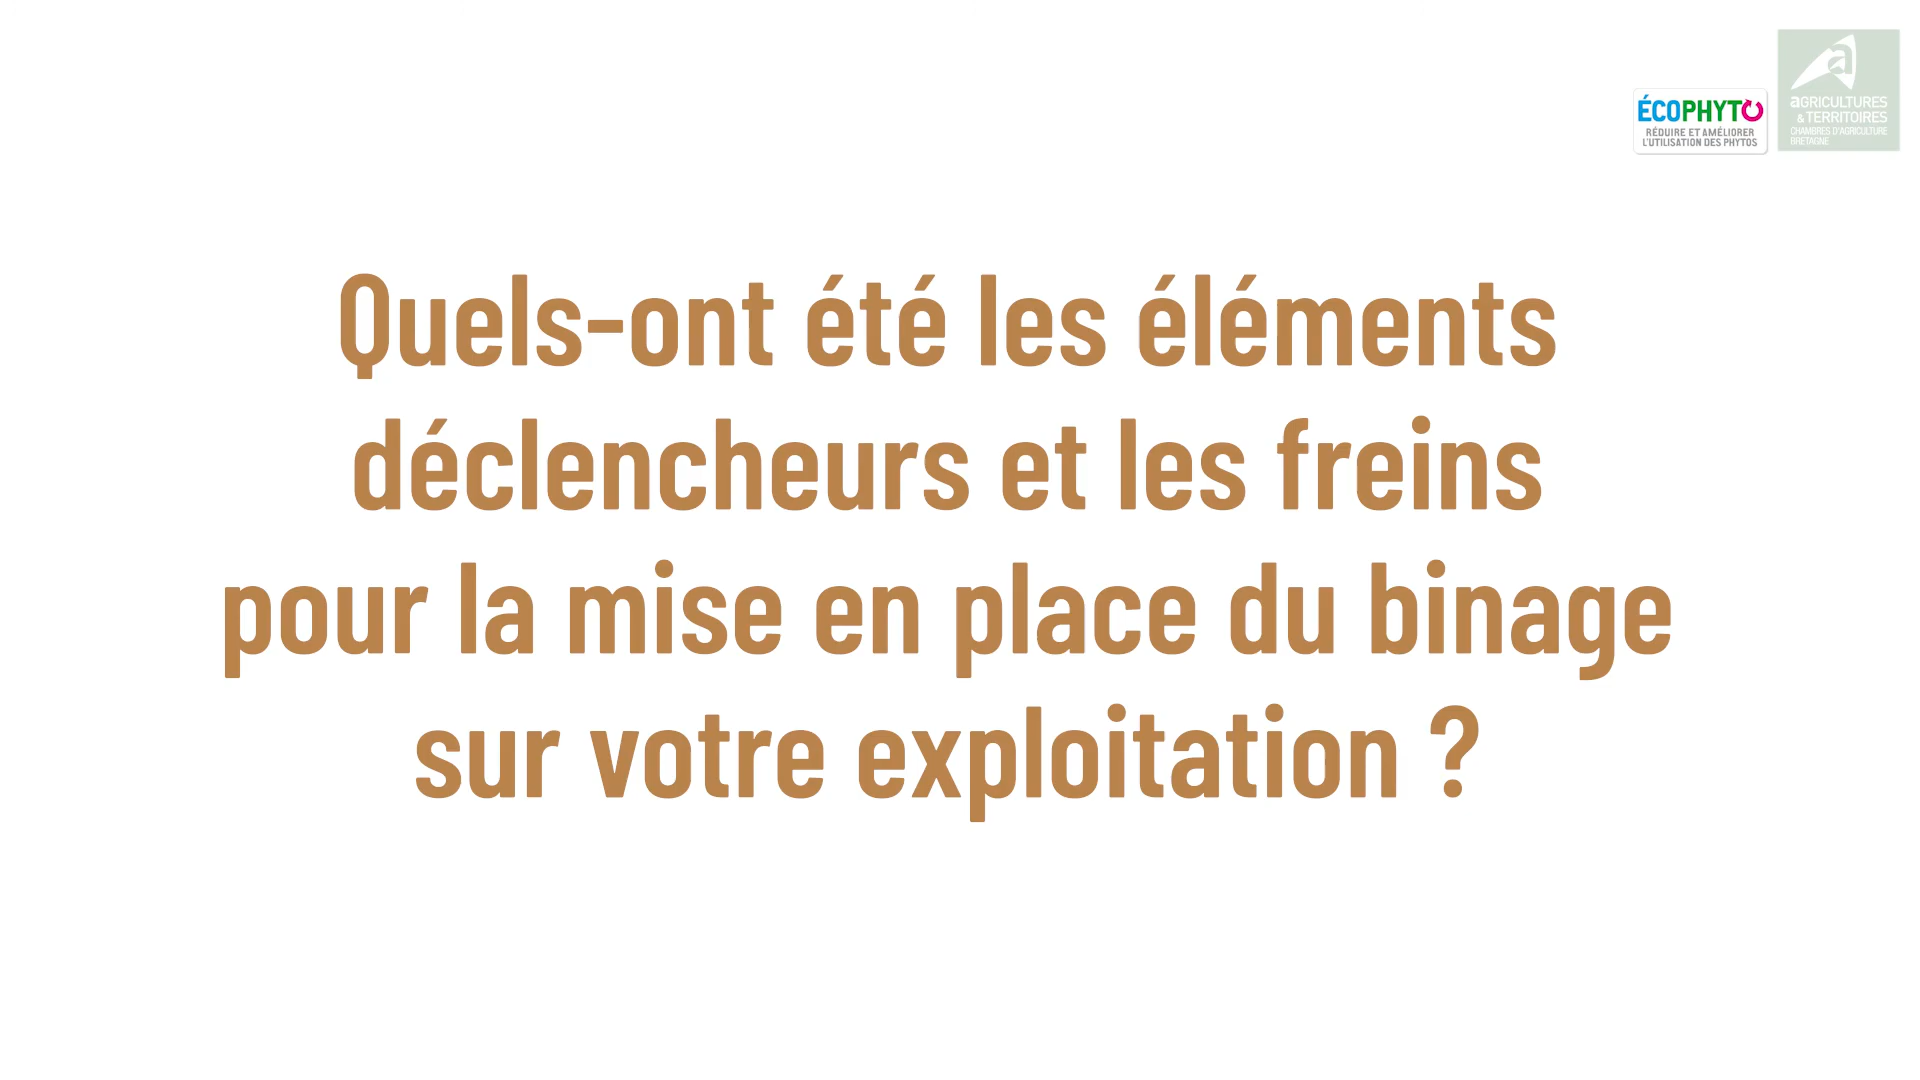 ÉCOPHYTO
RÉDUIRE ET AMÉLIORER
L'UTILISATION DES PHYTOS
a
aGRICULTURES
& TERRITOIRES
CHAMBRES D'AGRICULTURE
BRETAGNE
Quels-ont été les éléments
déclencheurs et les freins
pour la mise en place du binage
sur votre exploitation ?